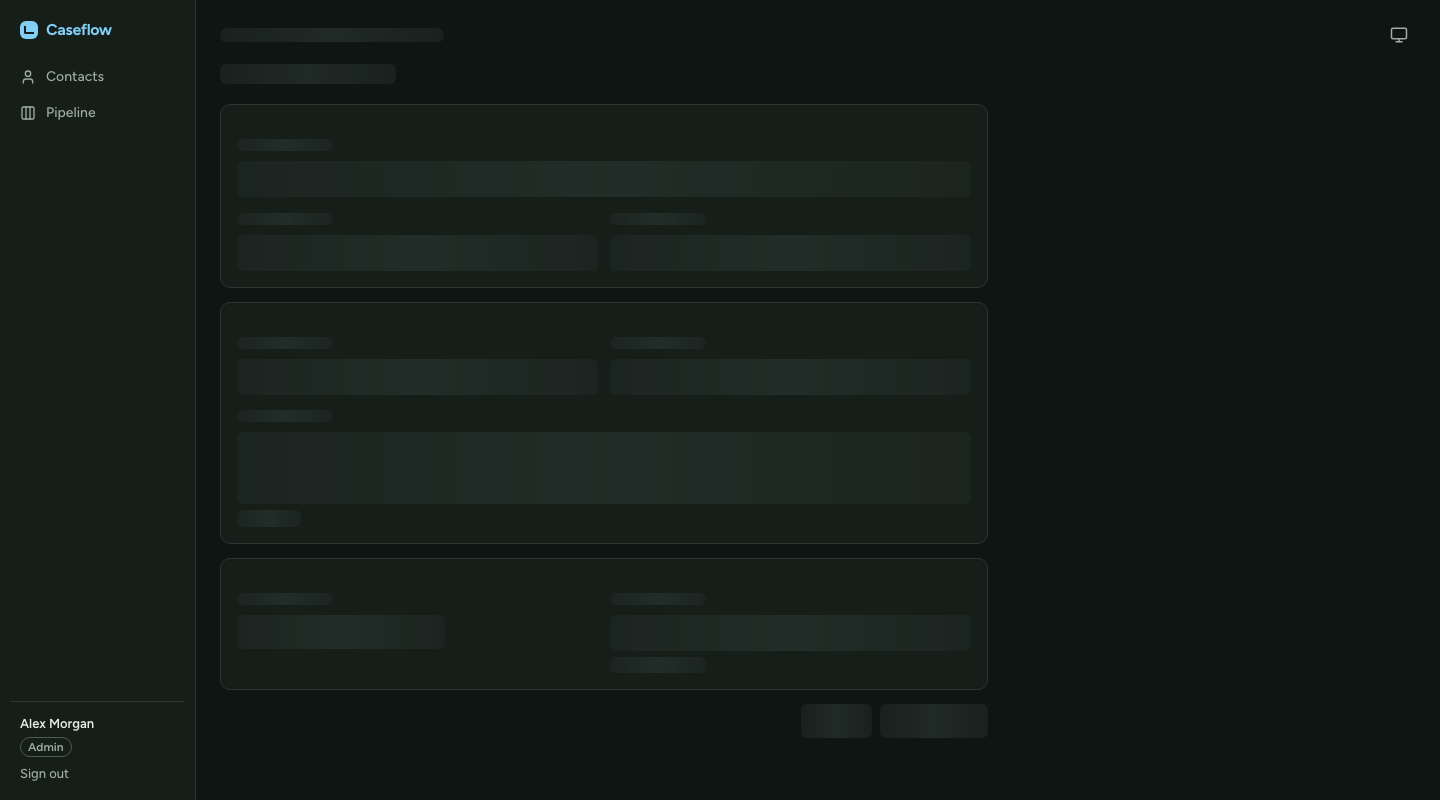 Caseflow
Contacts
Pipeline
Alex Morgan
Admin
Sign out